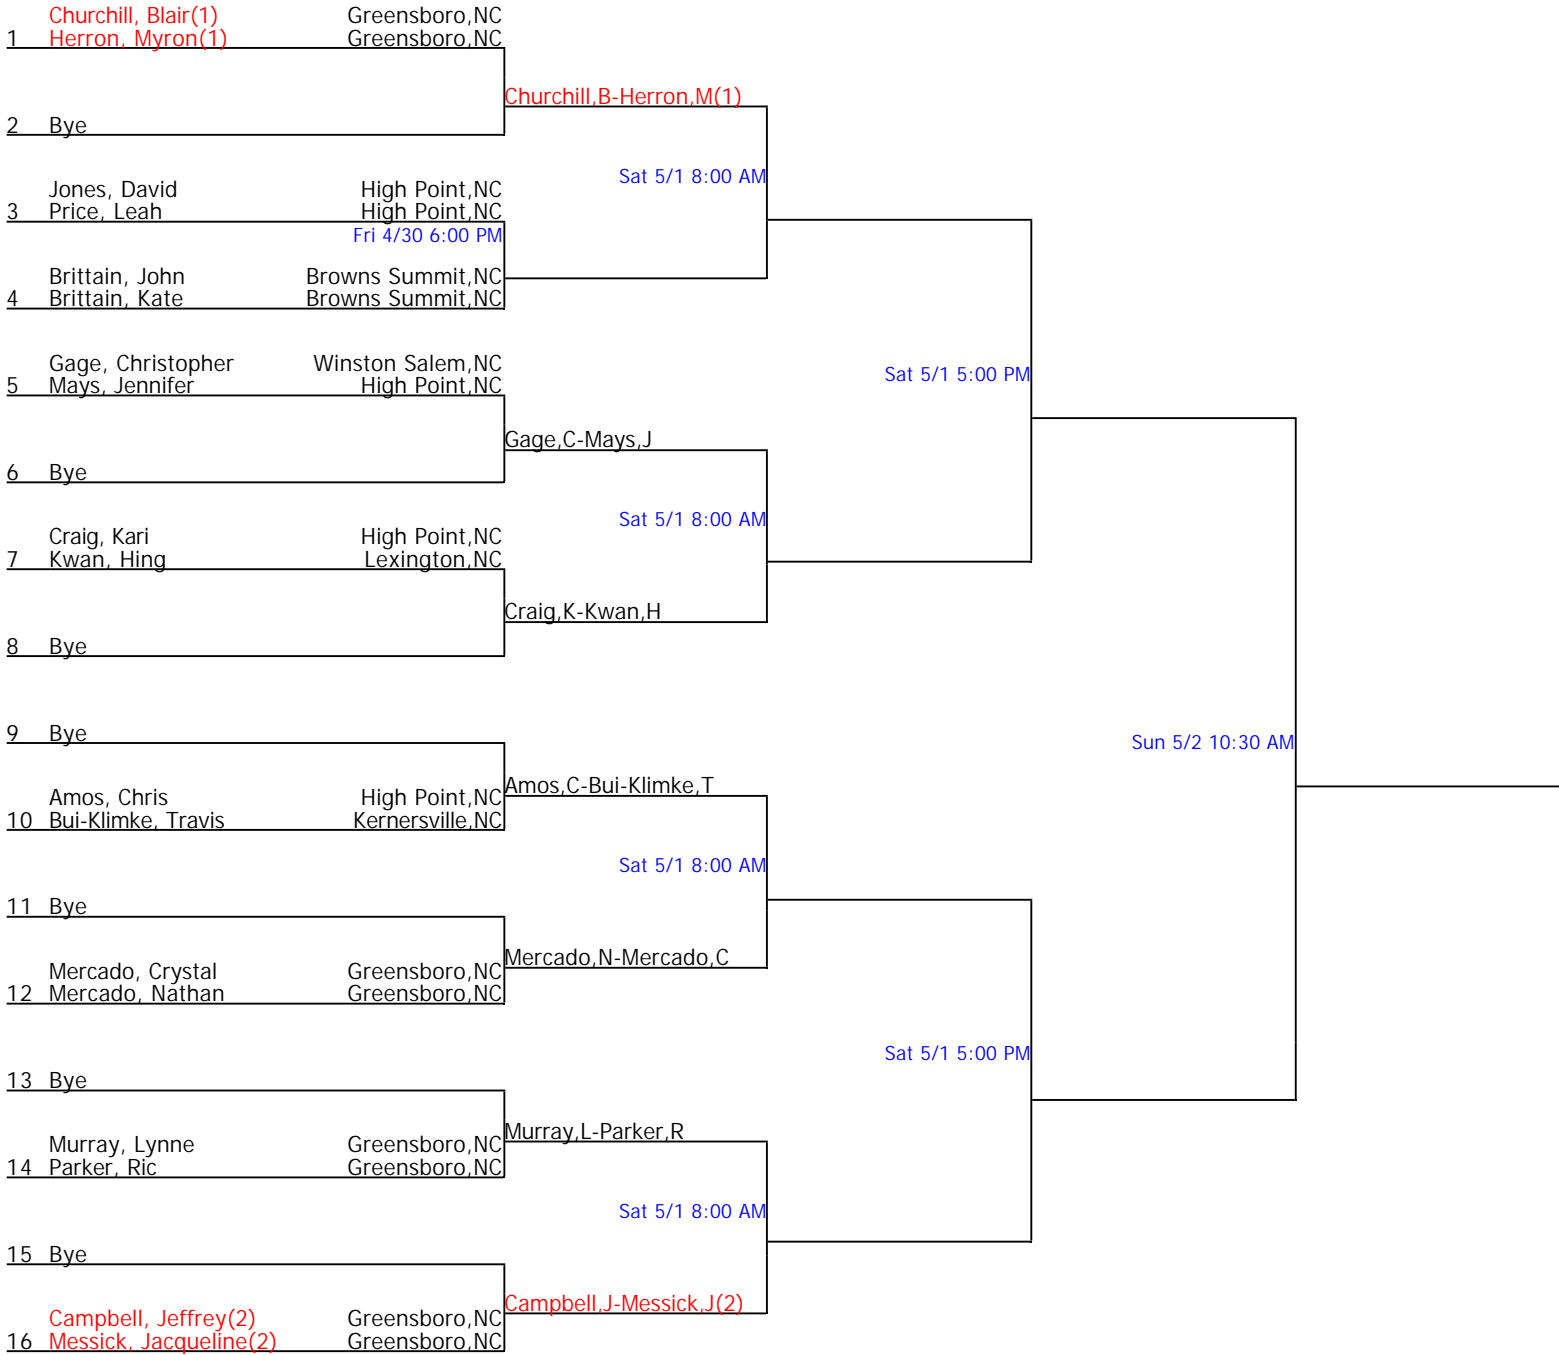 Churchill, Blair(1) Greensboro,NC
1 Herron, Myron(1) Greensboro,NC
Churchill,B-Herron,M(1)
2 Bye
Sat 5/1 8:00 AM
Jones, David High Point,NC
3 Price, Leah High Point,NC
Fri 4/30 6:00 PM
Brittain, John Browns Summit,NC
4 Brittain, Kate Browns Summit,NC
Gage, Christopher Winston Salem,NC
5 Mays, Jennifer High Point,NC
Sat 5/1 5:00 PM
Gage,C-Mays,J
6 Bye
Sat 5/1 8:00 AM
Craig, Kari High Point,NC
7 Kwan, Hing Lexington,NC
Craig,K-Kwan,H
8 Bye
9 Bye
Sun 5/2 10:30 AM
Amos,C-Bui-Klimke,T
Amos, Chris High Point,NC
10 Bui-Klimke, Travis Kernersville,NC
Sat 5/1 8:00 AM
11 Bye
Mercado,N-Mercado,C
Mercado, Crystal Greensboro,NC
12 Mercado, Nathan Greensboro,NC
Sat 5/1 5:00 PM
13 Bye
Murray,L-Parker,R
Murray, Lynne Greensboro,NC
14 Parker, Ric Greensboro,NC
Sat 5/1 8:00 AM
15 Bye
Campbell,J-Messick,J(2)
Campbell, Jeffrey(2) Greensboro,NC
16 Messick, Jacqueline(2) Greensboro,NC